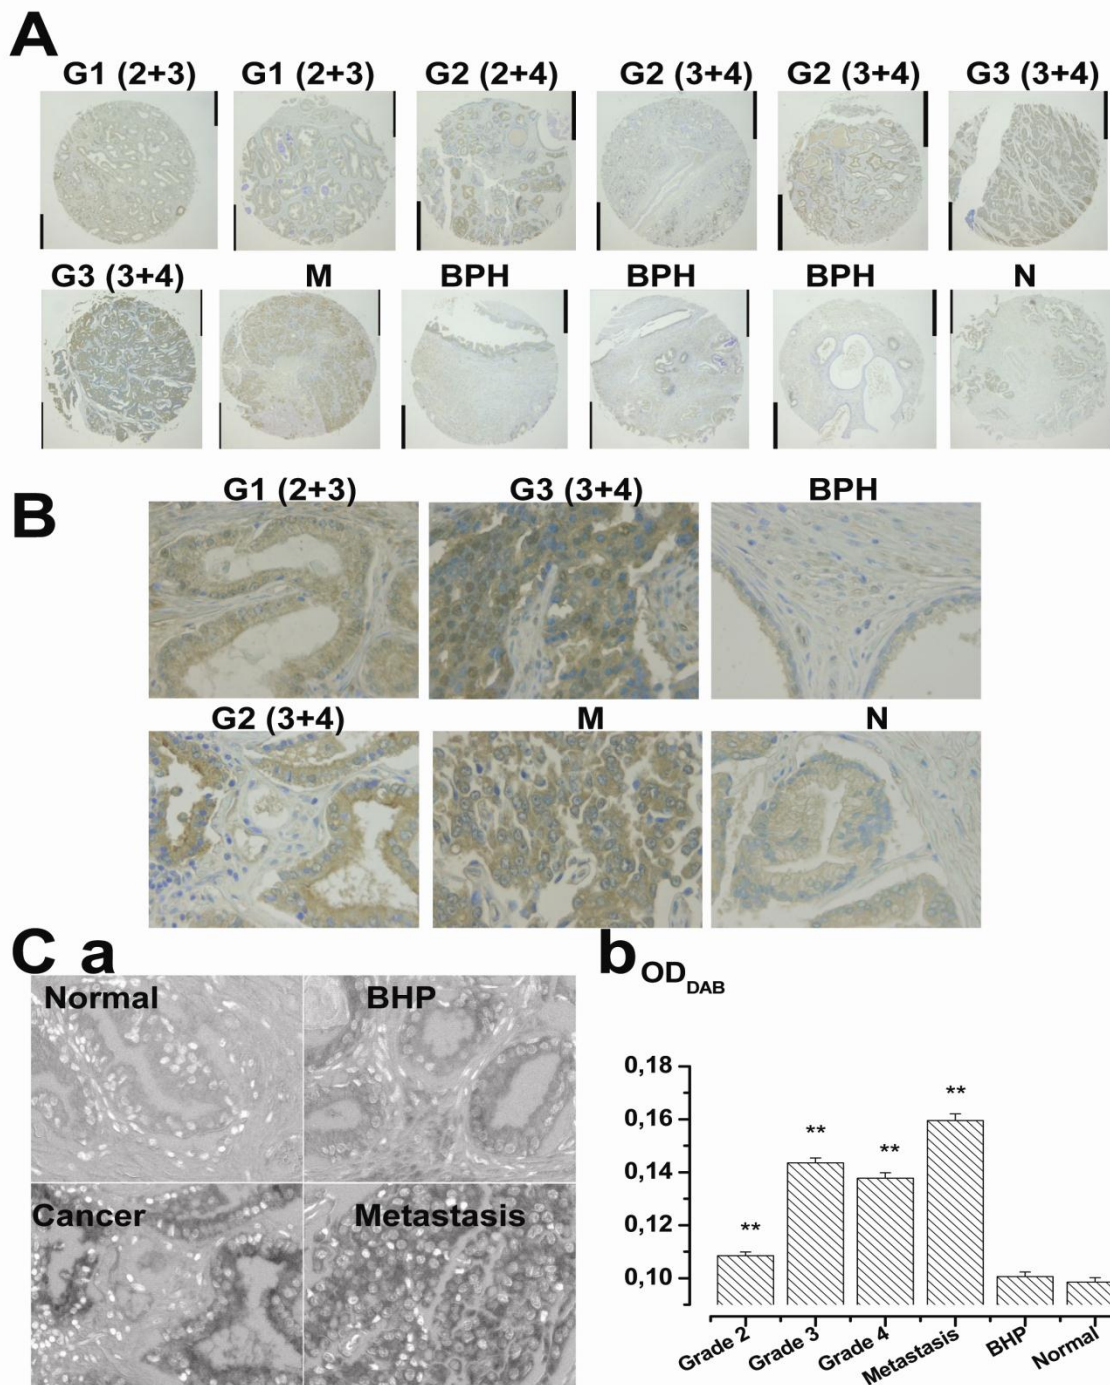 A
G1 (2+3) G1 (2+3) G2 (2+4) G2 (3+4) G2 (3+4) G3 (3+4)
G3 (3+4) M BPH BPH BPH N
B
G1 (2+3) G3 (3+4) BPH
G2 (3+4) M N
C a
Normal BHP
Cancer Metastasis
b OD DAB
0,18
0,16
0,14
0,12
0,10
**
**
**
**
Grade 2 Grade 3 Grade 4 Metastasis BHP Normal